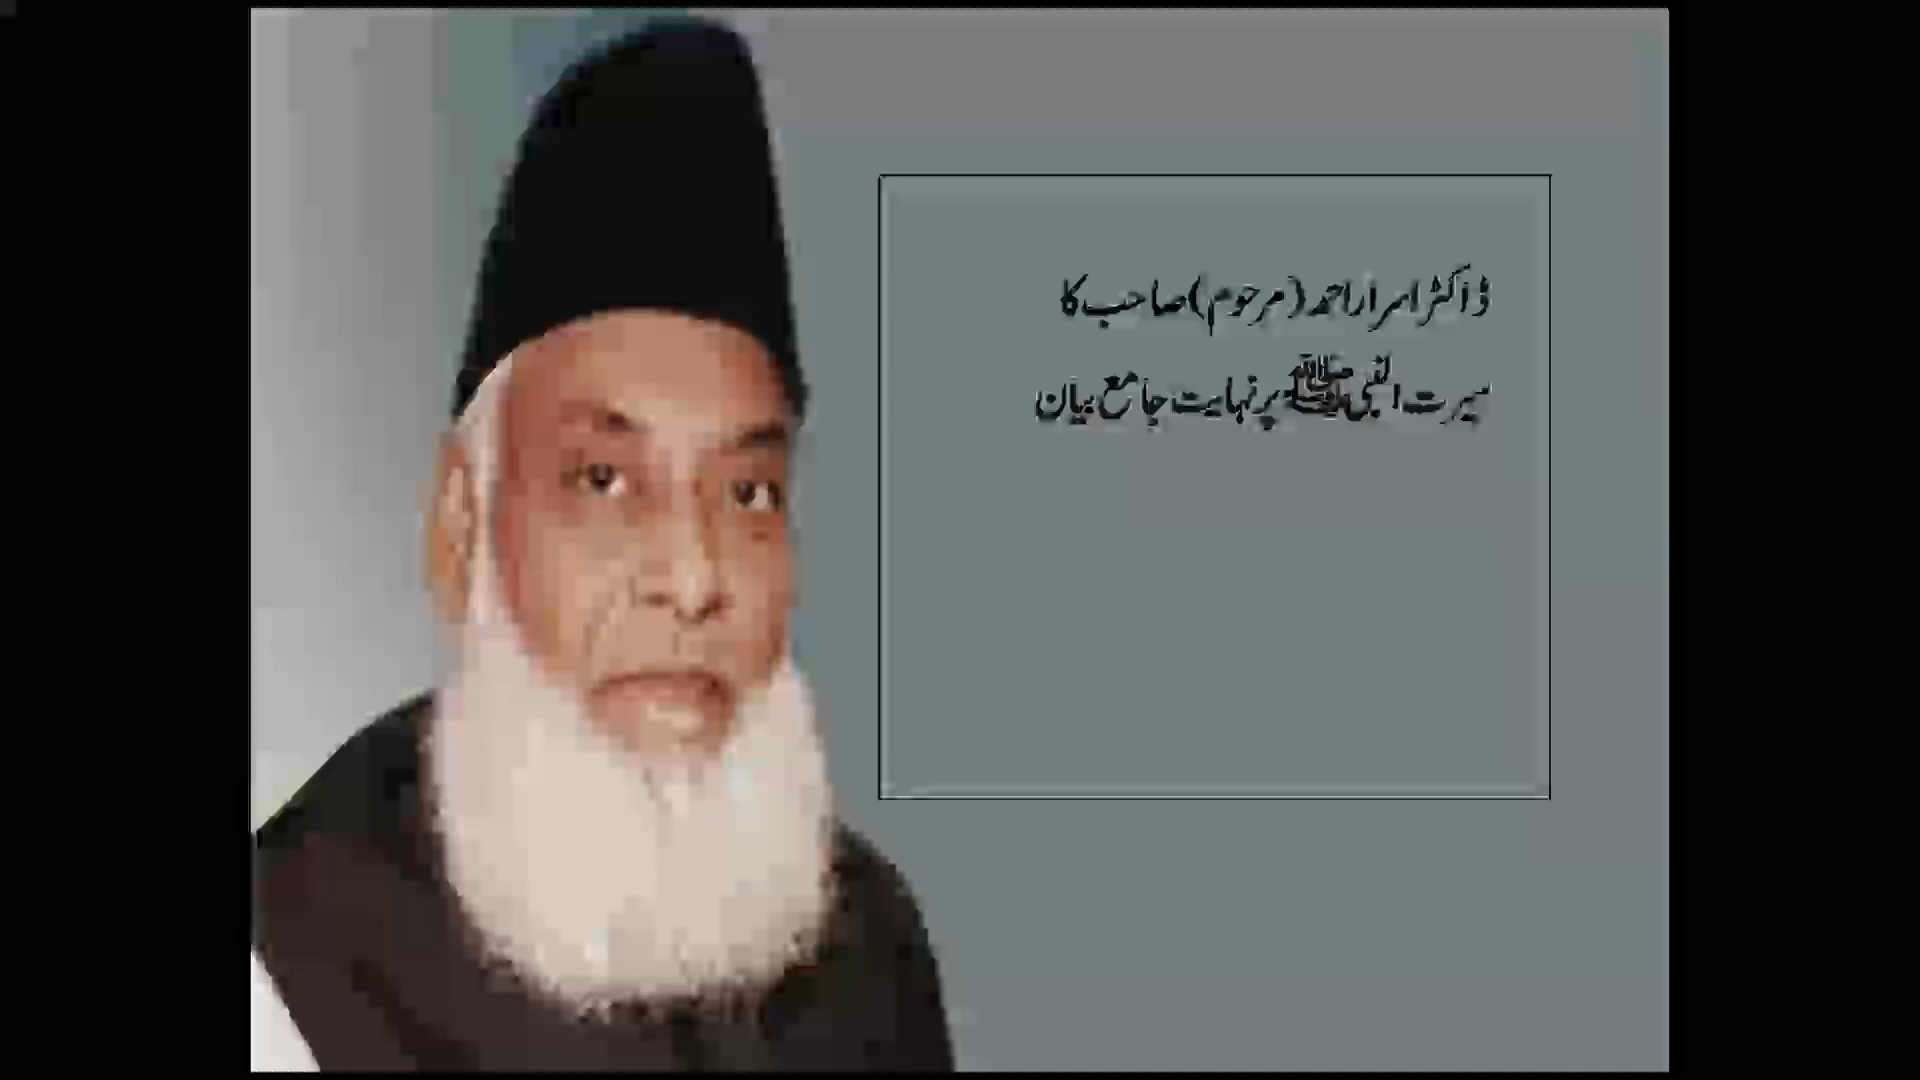 ڈاکٹر اسرار احمد (مرحوم) صاحب کا
سیرت النبی ﷺ پر نہایت جامع بیان